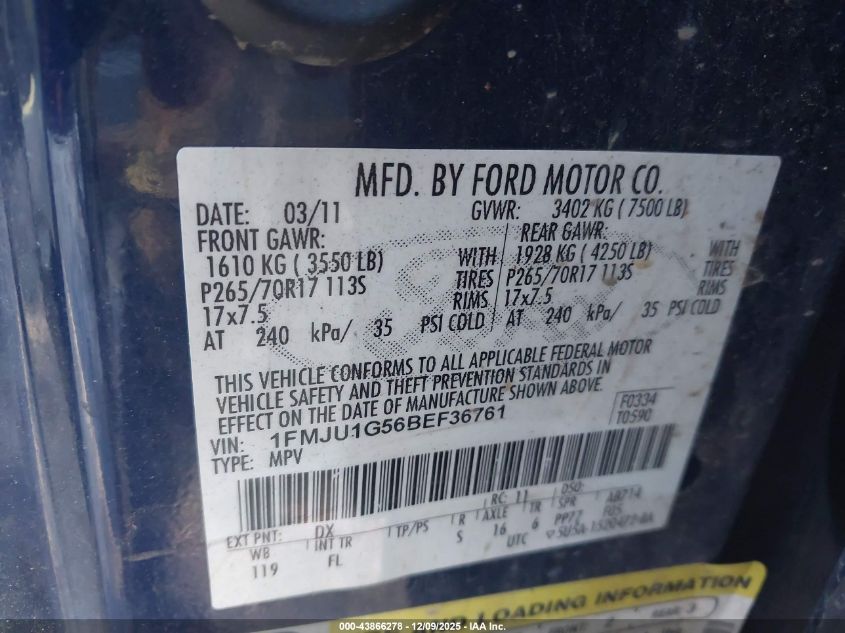 MFD. BY FORD MOTOR CO.
DATE: 03/11 GVWR: 3402 KG ( 7500 LB)
FRONT GAWR: REAR GAWR:
1610 KG ( 3550 LB) WITH 1928 KG ( 4250 LB) WITH
P265/70R17 113S TIRES P265/70R17 113S TIRES
17x7.5 RIMS 17x7.5 RIMS
AT 240 kPa/ 35 PSI COLD AT 240 kPa/ 35 PSI COLD
THIS VEHICLE CONFORMS TO ALL APPLICABLE FEDERAL MOTOR
VEHICLE SAFETY AND THEFT PREVENTION STANDARDS IN
EFFECT ON THE DATE OF MANUFACTURE SHOWN ABOVE.
F0334
T0590
VIN: 1FMJU1G56BEF36761
TYPE: MPV
RC: 11 DSO:
EXT PNT: DX TP/PS R AXLE TR SPR AB214
WB INT TR S 16 6 PP77 F05
119 FL UTC
LOADING INFORMATION
000-43866278 - 12/09/2025 - IAA Inc.